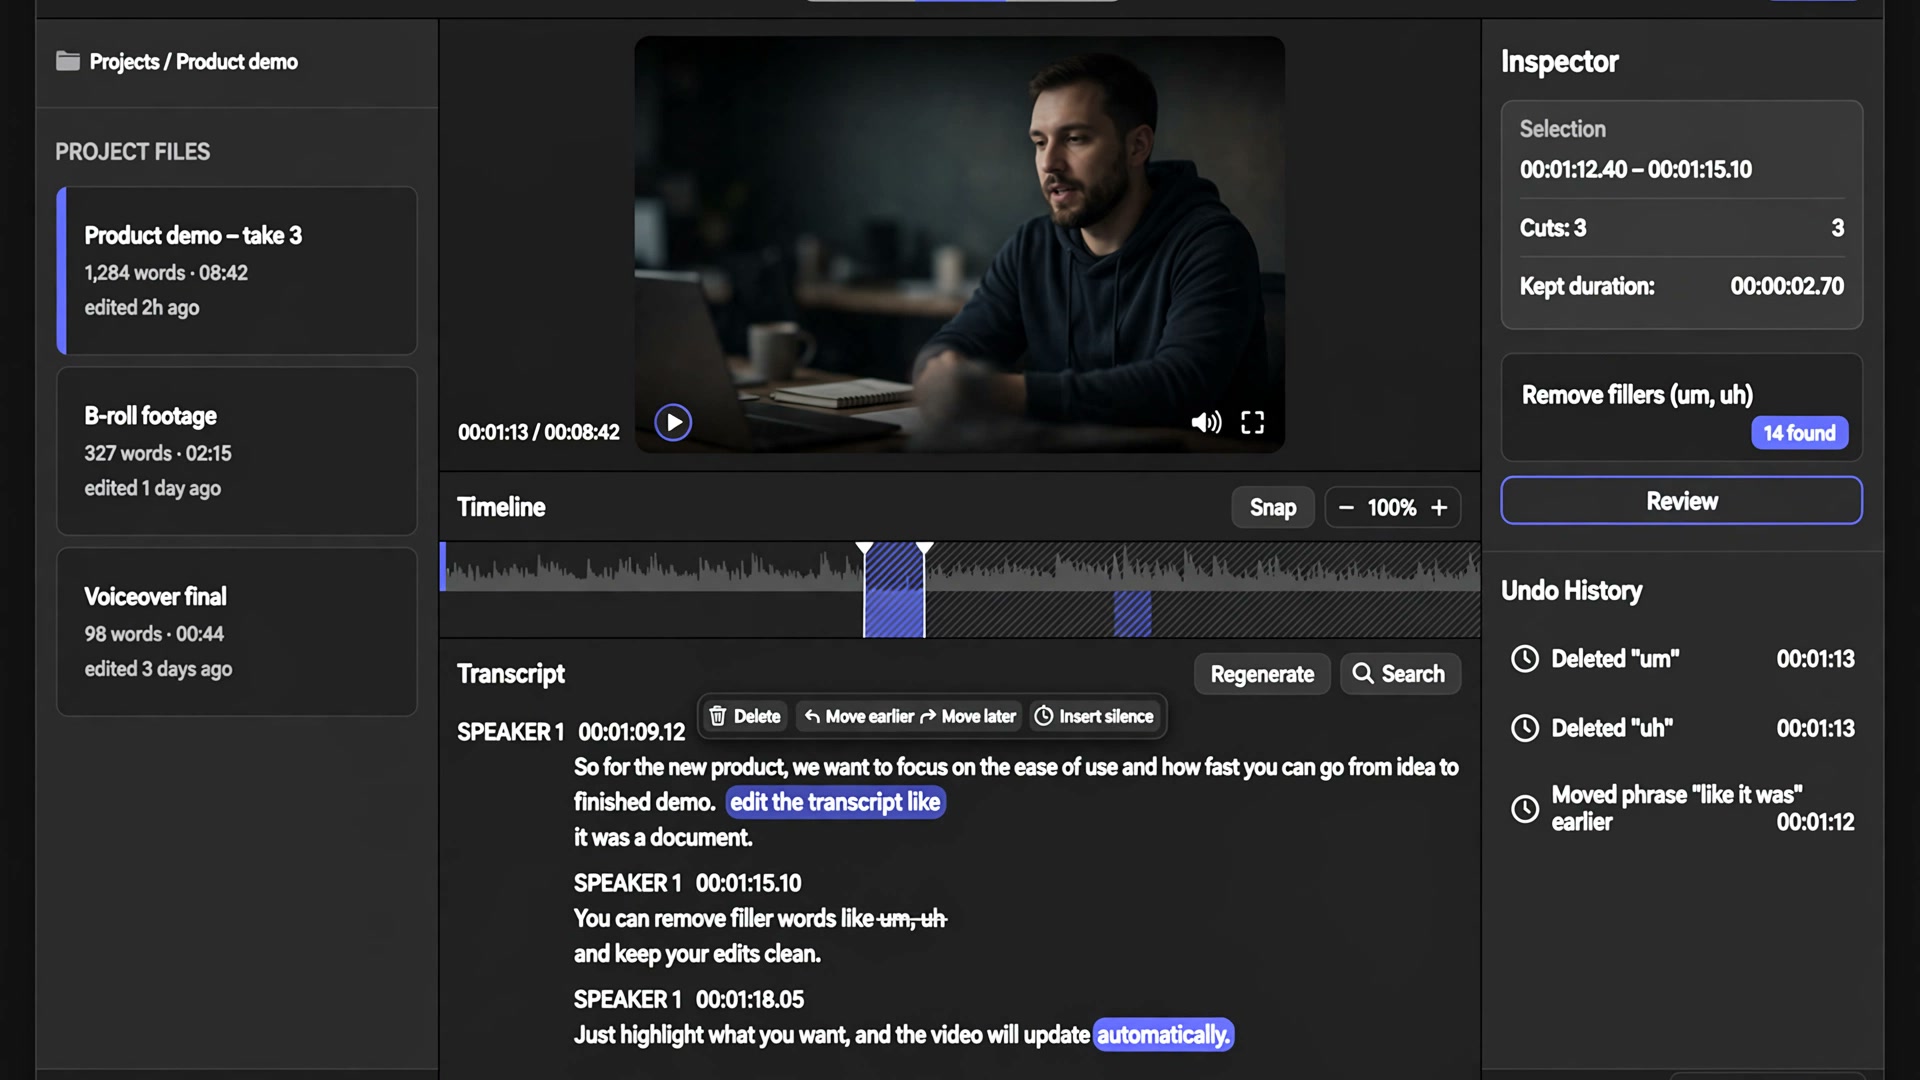 Projects / Product demo
PROJECT FILES
Product demo – take 3
1,284 words · 08:42
edited 2h ago
B-roll footage
327 words · 02:15
edited 1 day ago
Voiceover final
98 words · 00:44
edited 3 days ago
00:01:13 / 00:08:42
Timeline
Snap
− 100% +
Transcript
Regenerate
Search
Delete
Move earlier
Move later
Insert silence
SPEAKER 1 00:01:09.12
So for the new product, we want to focus on the ease of use and how fast you can go from idea to
finished demo. edit the transcript like
it was a document.
SPEAKER 1 00:01:15.10
You can remove filler words like um, uh
and keep your edits clean.
SPEAKER 1 00:01:18.05
Just highlight what you want, and the video will update automatically.
Inspector
Selection
00:01:12.40 – 00:01:15.10
Cuts: 3 3
Kept duration: 00:00:02.70
Remove fillers (um, uh)
14 found
Review
Undo History
Deleted "um" 00:01:13
Deleted "uh" 00:01:13
Moved phrase "like it was"
earlier 00:01:12